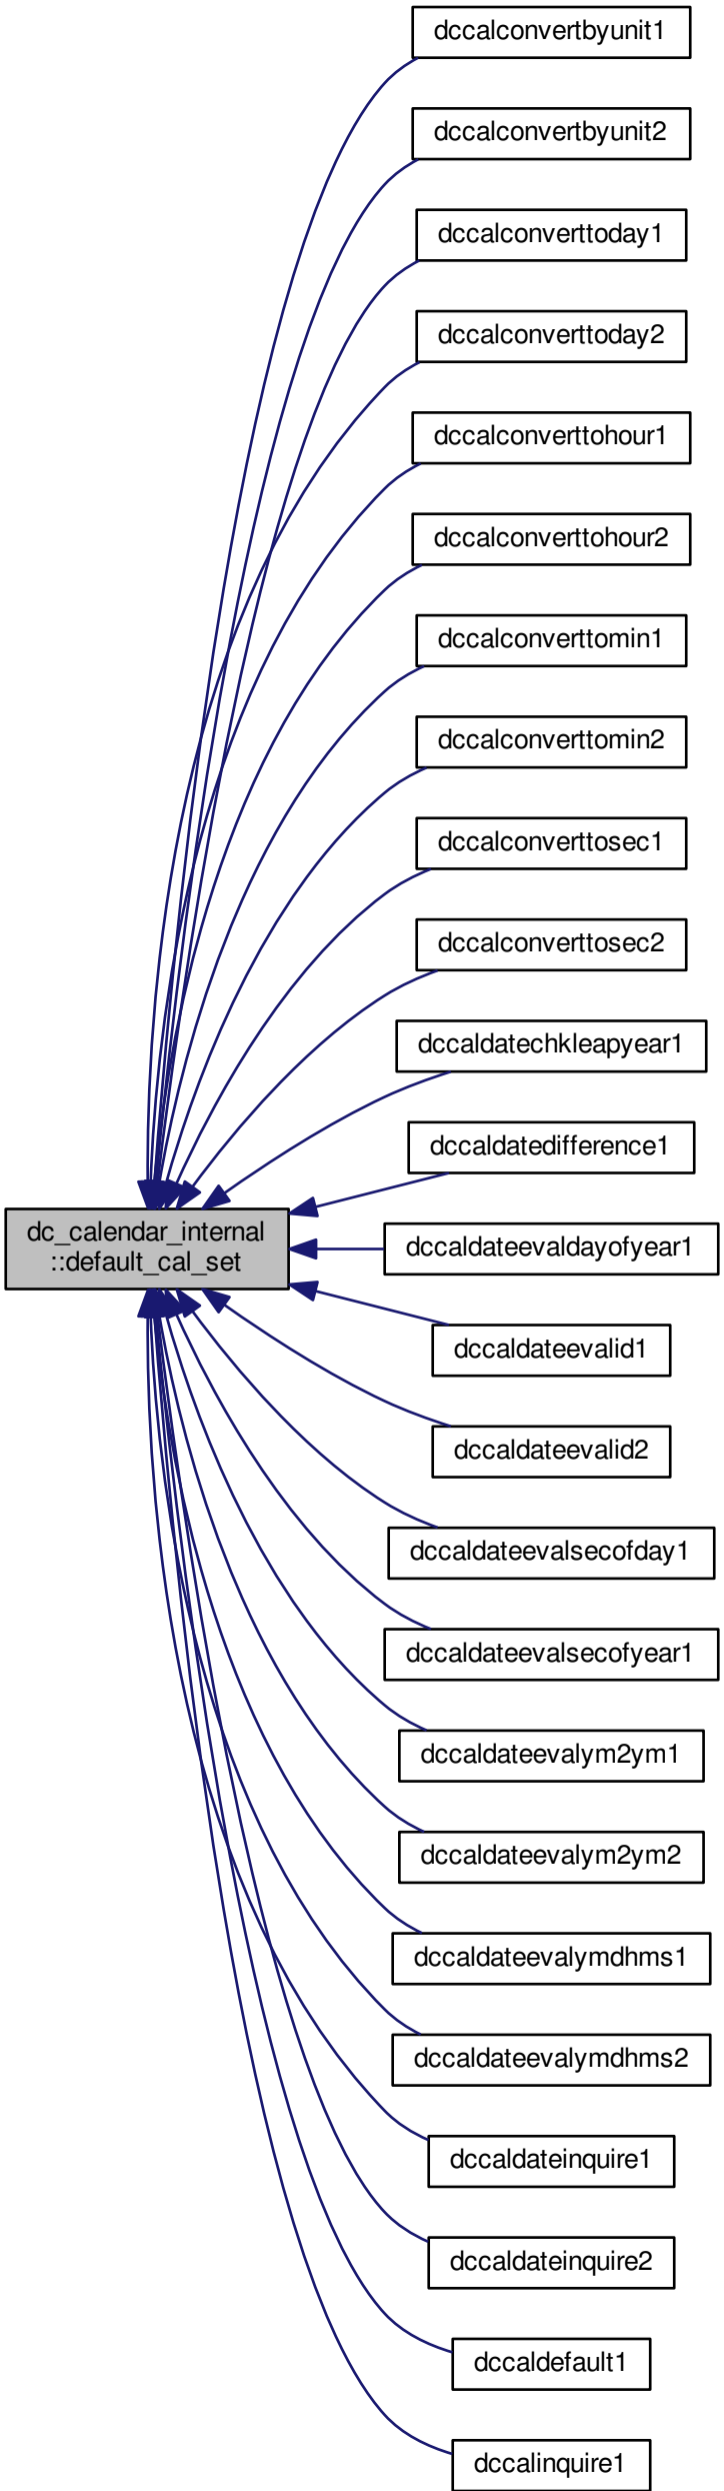 dccalconvertbyunit1
dccalconvertbyunit2
dccalconverttoday1
dccalconverttoday2
dccalconverttohour1
dccalconverttohour2
dccalconverttomin1
dccalconverttomin2
dccalconverttosec1
dccalconverttosec2
dccaldatechkleapyear1
dccaldatedifference1
dc_calendar_internal
::default_cal_set
dccaldateevaldayofyear1
dccaldateevalid1
dccaldateevalid2
dccaldateevalsecofday1
dccaldateevalsecofyear1
dccaldateevalym2ym1
dccaldateevalym2ym2
dccaldateevalymdhms1
dccaldateevalymdhms2
dccaldateinquire1
dccaldateinquire2
dccaldefault1
dccalinquire1